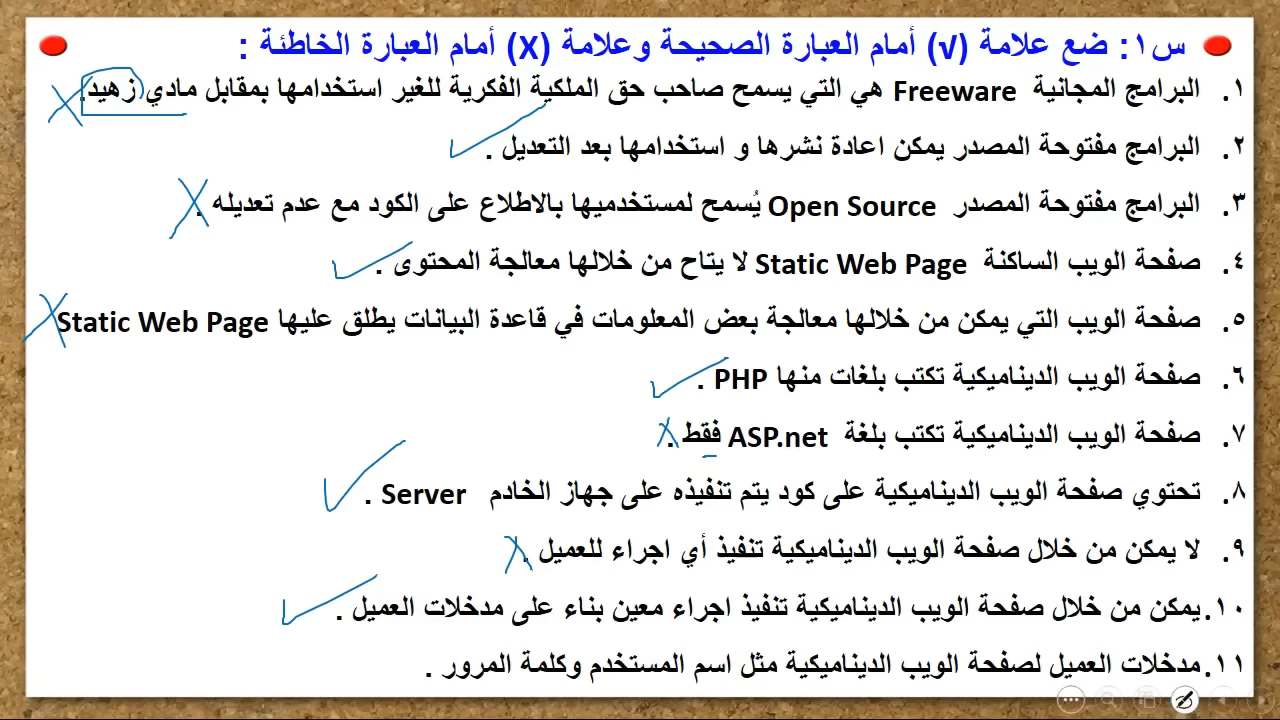 س١: ضع علامة (√) أمام العبارة الصحيحة وعلامة (X) أمام العبارة الخاطئة :
١. البرامج المجانية Freeware هي التي يسمح صاحب حق الملكية الفكرية للغير استخدامها بمقابل مادي زهيد.
٢. البرامج مفتوحة المصدر يمكن اعادة نشرها و استخدامها بعد التعديل .
٣. البرامج مفتوحة المصدر Open Source يُسمح لمستخدميها بالاطلاع على الكود مع عدم تعديله .
٤. صفحة الويب الساكنة Static Web Page لا يتاح من خلالها معالجة المحتوى .
٥. صفحة الويب التي يمكن من خلالها معالجة بعض المعلومات في قاعدة البيانات يطلق عليها Static Web Page
٦. صفحة الويب الديناميكية تكتب بلغات منها PHP .
٧. صفحة الويب الديناميكية تكتب بلغة ASP.net فقط .
٨. تحتوي صفحة الويب الديناميكية على كود يتم تنفيذه على جهاز الخادم Server .
٩. لا يمكن من خلال صفحة الويب الديناميكية تنفيذ أي اجراء للعميل .
١٠. يمكن من خلال صفحة الويب الديناميكية تنفيذ اجراء معين بناء على مدخلات العميل .
١١. مدخلات العميل لصفحة الويب الديناميكية مثل اسم المستخدم وكلمة المرور .